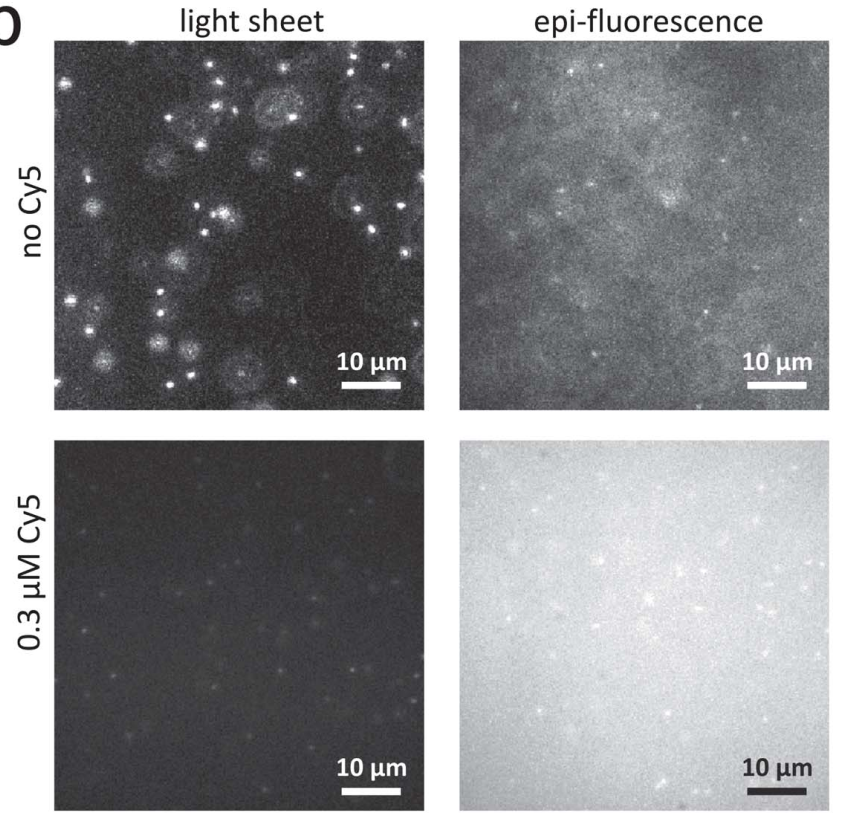 b
light sheet
epi-fluorescence
no Cy5
10 μm
10 μm
0.3 μM Cy5
10 μm
10 μm